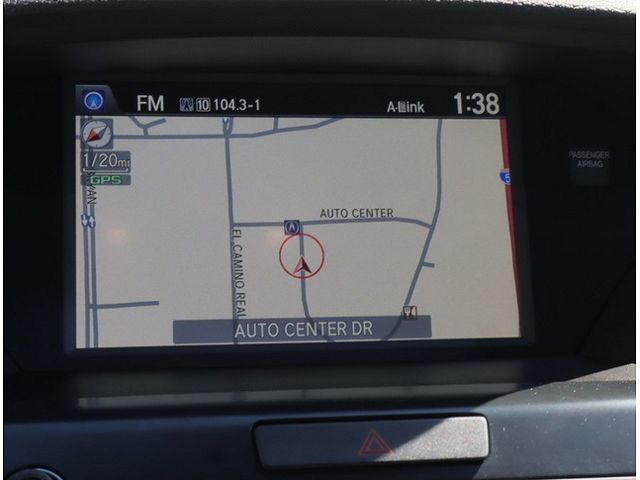 FM 10 104.3-1 A-Link 1:38
1/20mi
GPS
PASSENGER
AIRBAG
5
AUTO CENTER
EL CAMINO REAL
AUTO CENTER DR